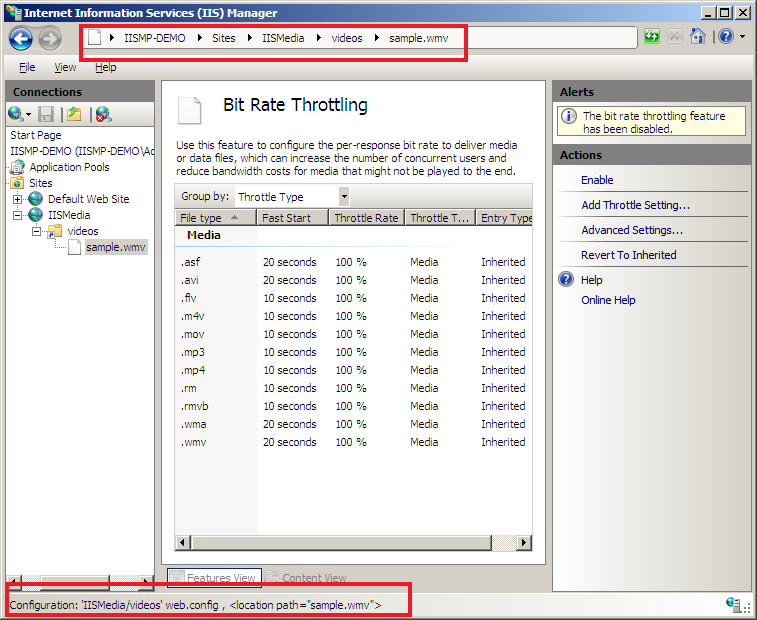 Internet Information Services (IIS) Manager
IISMP-DEMO Sites IISMedia videos sample.wmv
File View Help
Connections
Start Page
IISMP-DEMO (IISMP-DEMO\Ad
Application Pools
Sites
Default Web Site
IISMedia
videos
sample.wmv
Bit Rate Throttling
Use this feature to configure the per-response bit rate to deliver media
or data files, which can increase the number of concurrent users and
reduce bandwidth costs for media that might not be played to the end.
Group by: Throttle Type
File type Fast Start Throttle Rate Throttle T... Entry Type
Media
.asf 20 seconds 100 % Media Inherited
.avi 20 seconds 100 % Media Inherited
.flv 10 seconds 100 % Media Inherited
.m4v 10 seconds 100 % Media Inherited
.mov 10 seconds 100 % Media Inherited
.mp3 10 seconds 100 % Media Inherited
.mp4 10 seconds 100 % Media Inherited
.rm 10 seconds 100 % Media Inherited
.rmvb 10 seconds 100 % Media Inherited
.wma 20 seconds 100 % Media Inherited
.wmv 20 seconds 100 % Media Inherited
Features View Content View
Alerts
The bit rate throttling feature
has been disabled.
Actions
Enable
Add Throttle Setting...
Advanced Settings...
Revert To Inherited
Help
Online Help
Configuration: 'IISMedia/videos' web.config , <location path="sample.wmv">